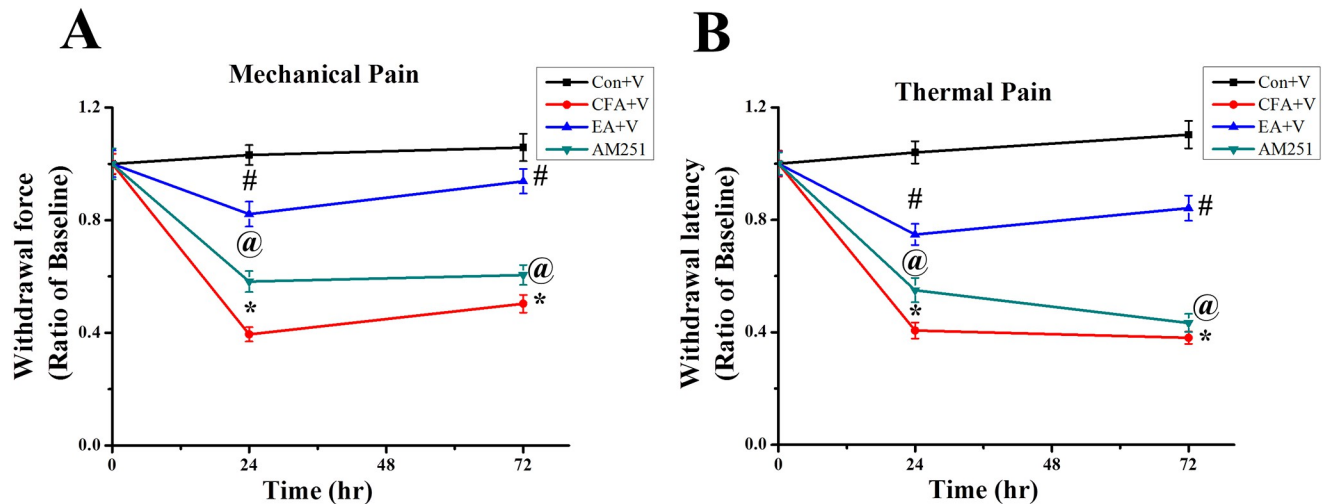 A
Mechanical Pain
Con+V
CFA+V
EA+V
AM251
Withdrawal force
(Ratio of Baseline)
1.2
0.8
0.4
0.0
#
#
@
@
*
*
0
24
48
72
Time (hr)
B
Thermal Pain
Con+V
CFA+V
EA+V
AM251
Withdrawal latency
(Ratio of Baseline)
1.2
0.8
0.4
0.0
#
#
@
@
*
*
0
24
48
72
Time (hr)